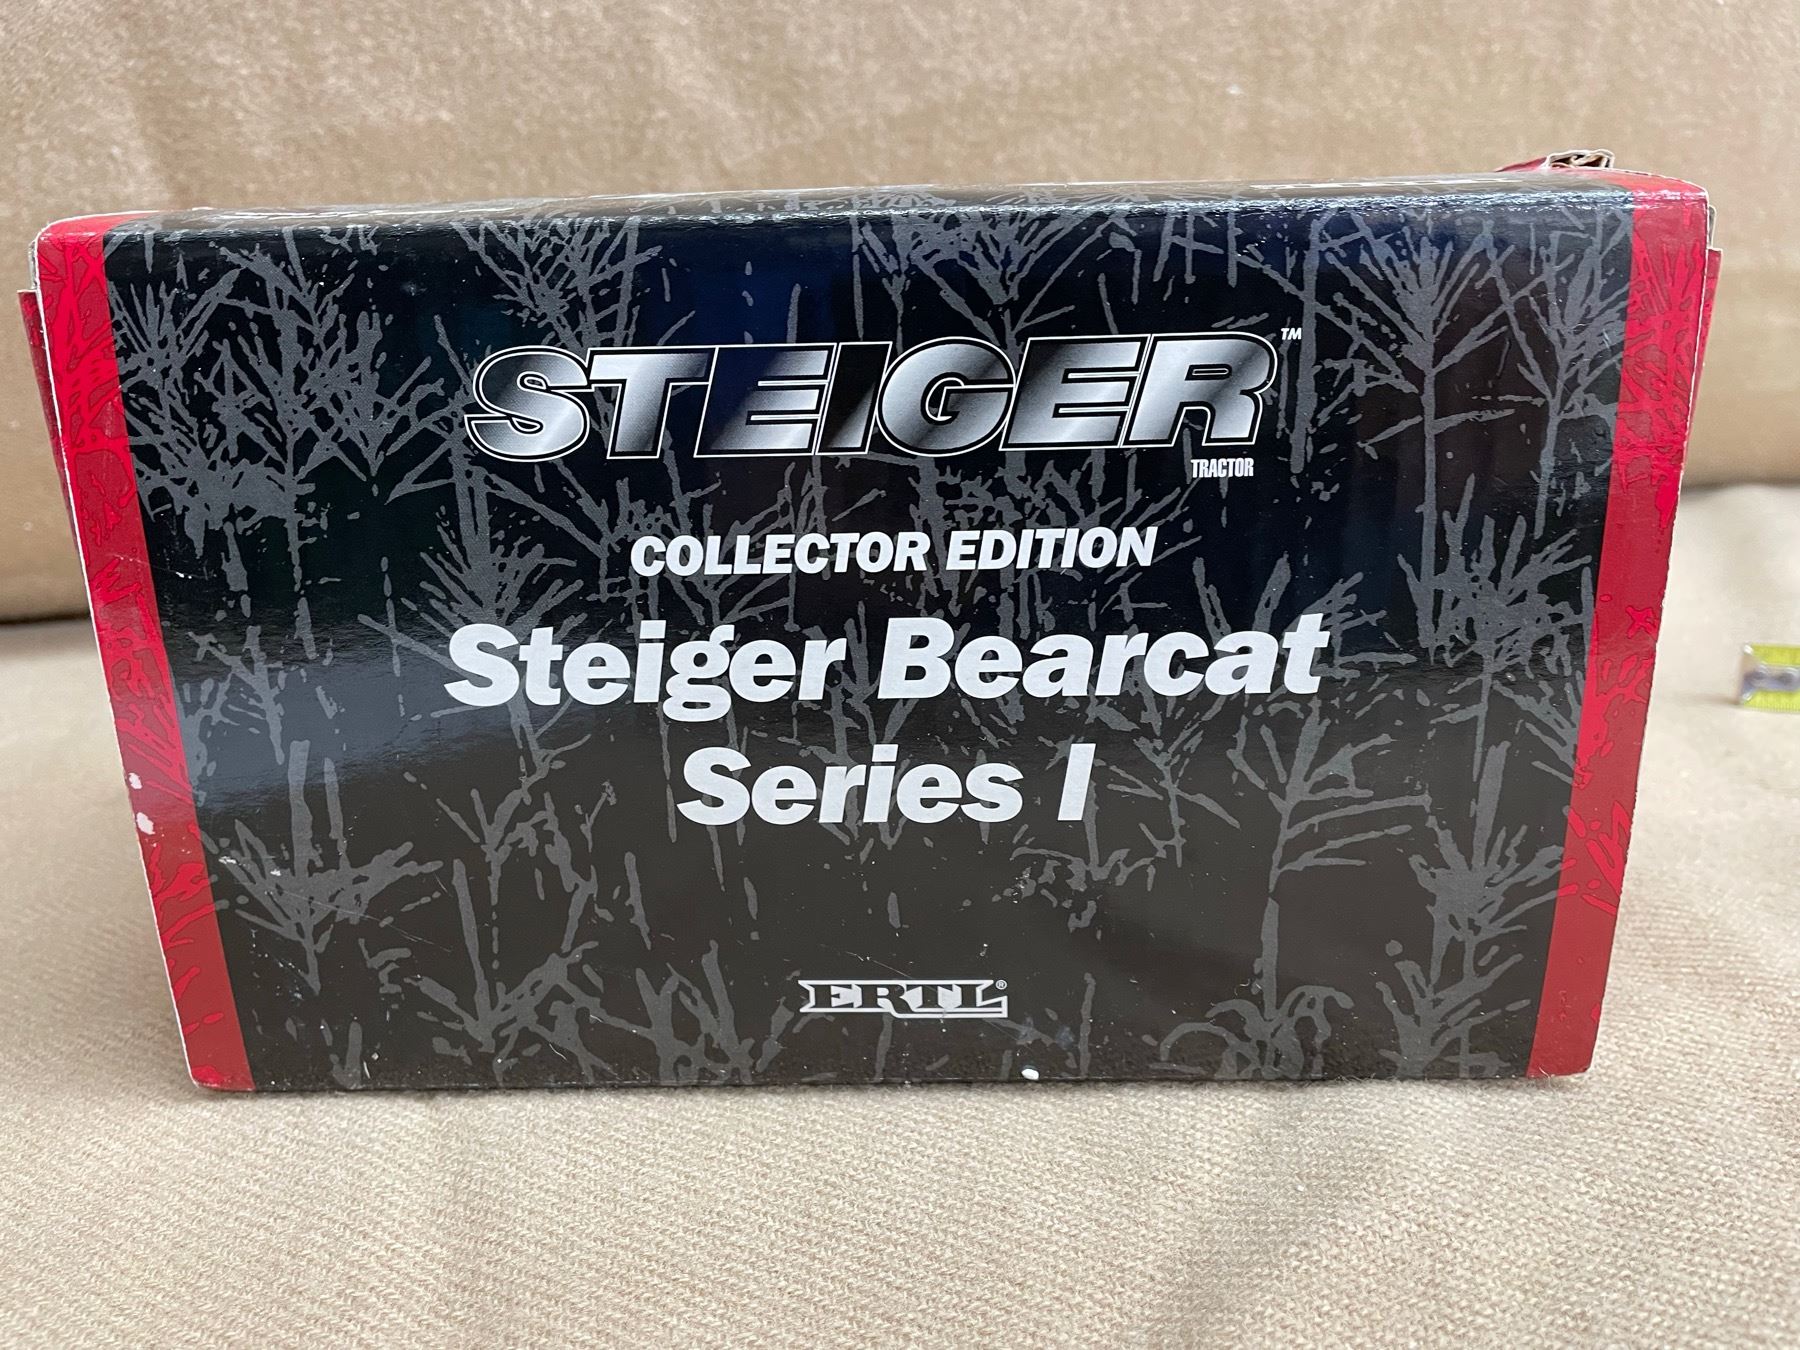 STEIGER™
TRACTOR
COLLECTOR EDITION
Steiger Bearcat
Series I
ERTL®